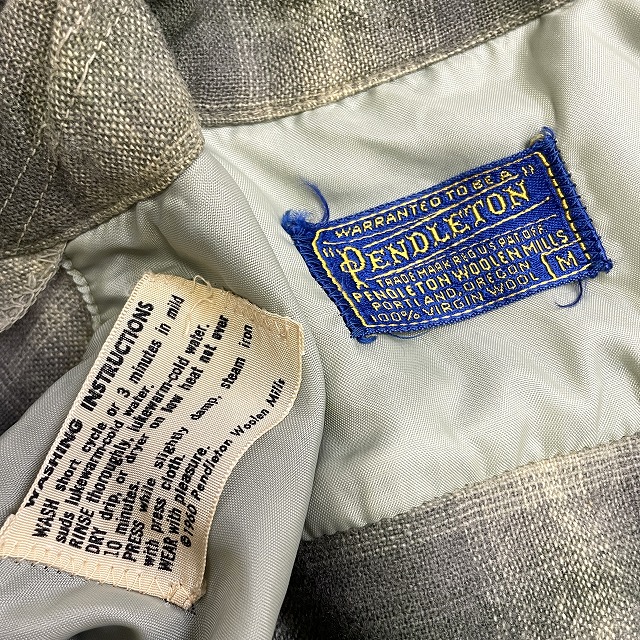 WARRANTED TO BE A
"PENDLETON"
TRADE MARK REG US PAT OFF
PENDLETON WOOLEN MILLS
PORTLAND OREGON
100% VIRGIN WOOL
M
WASHING INSTRUCTIONS
WASH short cycle or 3 minutes in mild
suds lukewarm-cold water.
RINSE thoroughly, lukewarm-cold water.
DRY drip, or dryer on low heat not over
10 minutes.
PRESS while slightly damp, steam iron
with press cloth.
WEAR with pleasure.
©1960 Pendleton Woolen Mills